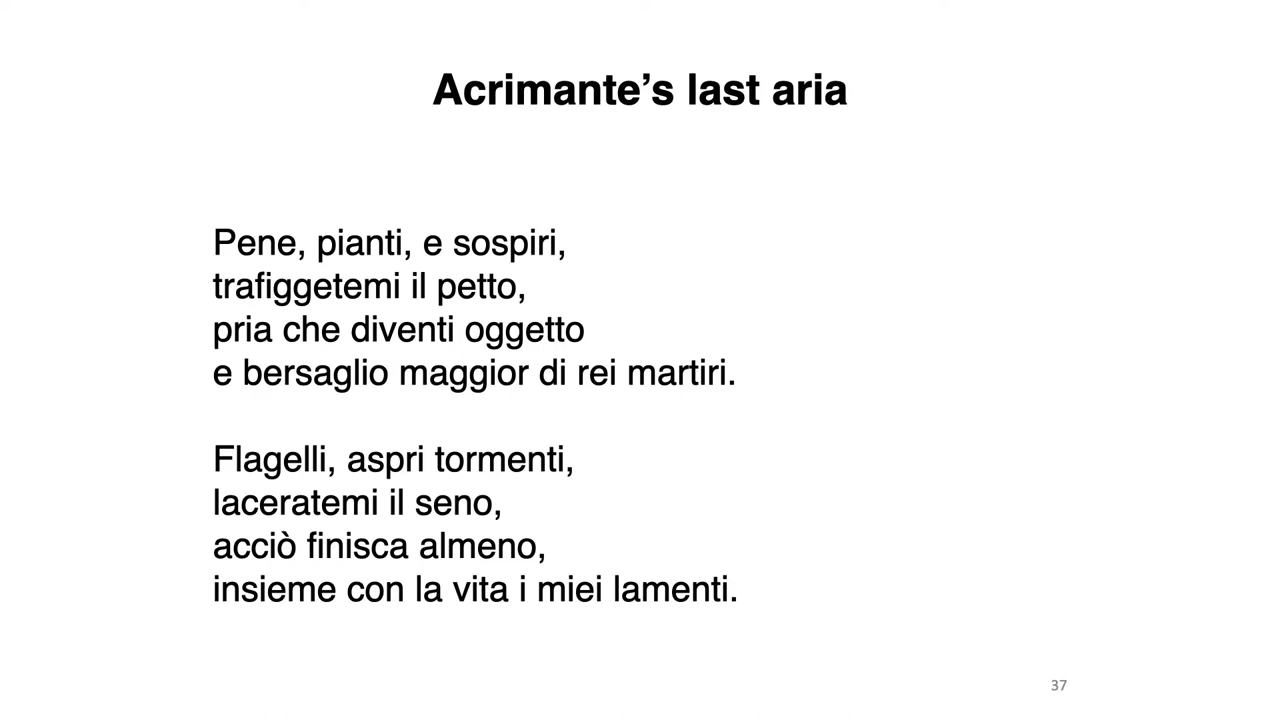 Acrimante’s last aria
Pene, pianti, e sospiri,
trafiggetemi il petto,
pria che diventi oggetto
e bersaglio maggior di rei martiri.
Flagelli, aspri tormenti,
laceratemi il seno,
acciò finisca almeno,
insieme con la vita i miei lamenti.
37